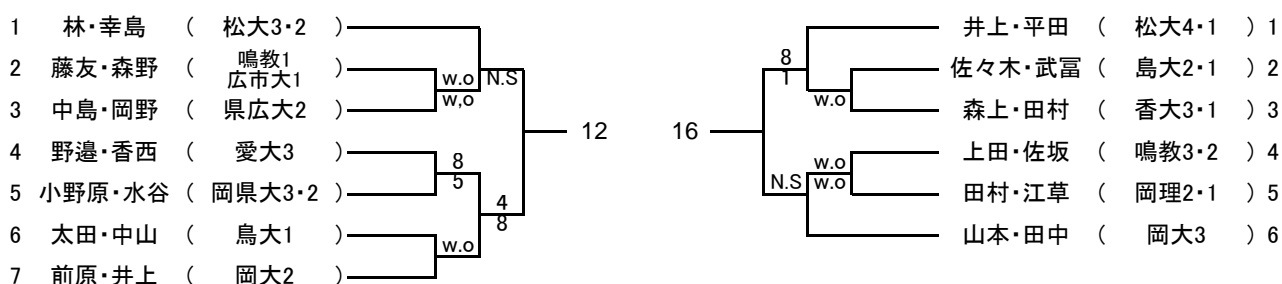 1 林・幸島 ( 松大3・2 )
2 藤友・森野 ( 鳴教1 広市大1 )
3 中島・岡野 ( 県広大2 )
4 野邉・香西 ( 愛大3 )
5 小野原・水谷 ( 岡県大3・2 )
6 太田・中山 ( 鳥大1 )
7 前原・井上 ( 岡大2 )
w.o
w,o
N.S
8
5
4
8
w.o
12
16
8
1
w.o
w.o
w.o
N.S
井上・平田 ( 松大4・1 ) 1
佐々木・武冨 ( 島大2・1 ) 2
森上・田村 ( 香大3・1 ) 3
上田・佐坂 ( 鳴教3・2 ) 4
田村・江草 ( 岡理2・1 ) 5
山本・田中 ( 岡大3 ) 6